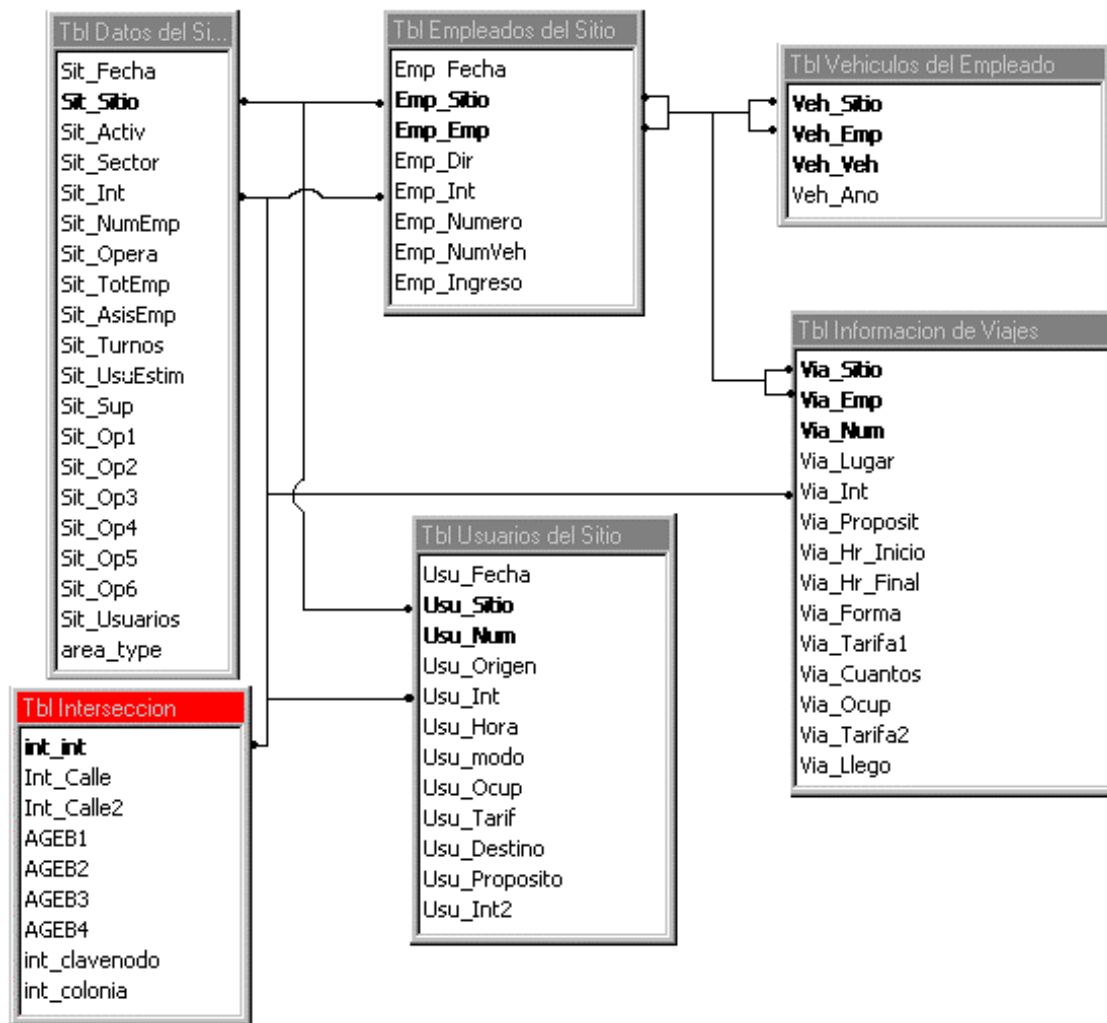 Tbl Datos del Si...
Sit_Fecha
Sit_Sitio
Sit_Activ
Sit_Sector
Sit_Int
Sit_NumEmp
Sit_Opera
Sit_TotEmp
Sit_AsisEmp
Sit_Turnos
Sit_UsuEstim
Sit_Sup
Sit_Op1
Sit_Op2
Sit_Op3
Sit_Op4
Sit_Op5
Sit_Op6
Sit_Usuarios
area_type
Tbl Empleados del Sitio
Emp_Fecha
Emp_Sitio
Emp_Emp
Emp_Dir
Emp_Int
Emp_Numero
Emp_NumVeh
Emp_Ingreso
Tbl Vehiculos del Empleado
Veh_Sitio
Veh_Emp
Veh_Veh
Veh_Ano
Tbl Informacion de Viajes
Via_Sitio
Via_Emp
Via_Num
Via_Lugar
Via_Int
Via_Proposit
Via_Hr_Inicio
Via_Hr_Final
Via_Forma
Via_Tarifa1
Via_Cuantos
Via_Ocup
Via_Tarifa2
Via_Llego
Tbl Usuarios del Sitio
Usu_Fecha
Usu_Sitio
Usu_Num
Usu_Origen
Usu_Int
Usu_Hora
Usu_modo
Usu_Ocup
Usu_Tarif
Usu_Destino
Usu_Proposito
Usu_Int2
Tbl Interseccion
int_int
Int_Calle
Int_Calle2
AGEB1
AGEB2
AGEB3
AGEB4
int_clavenodo
int_colonia